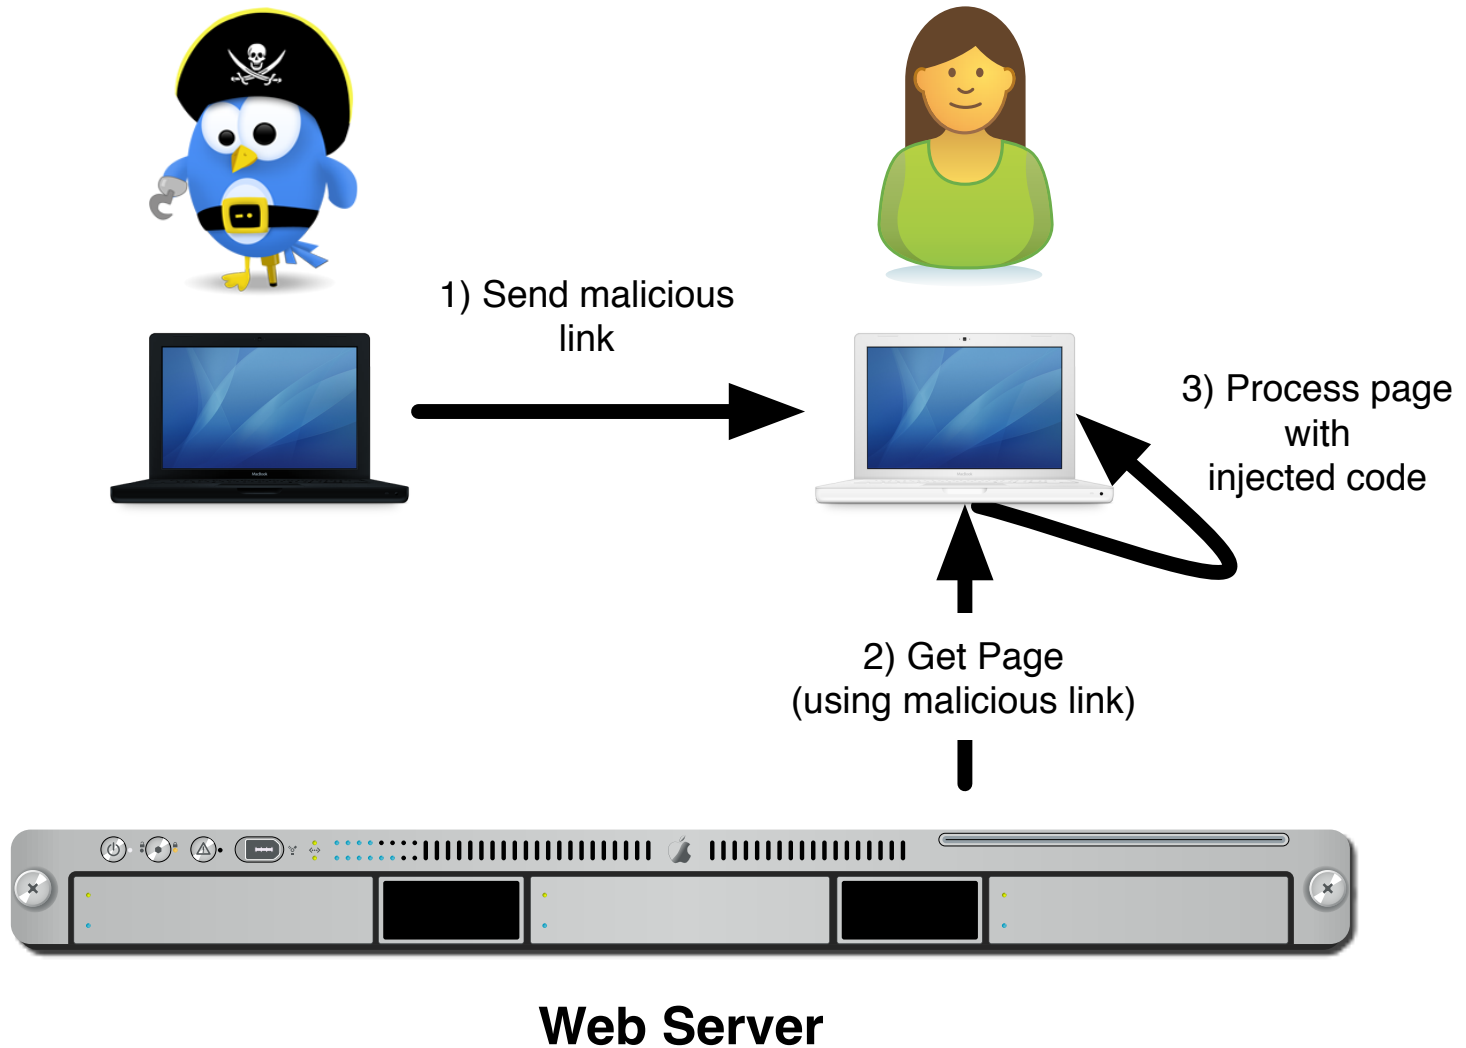 1) Send malicious
link
3) Process page
with
injected code
2) Get Page
(using malicious link)
Web Server